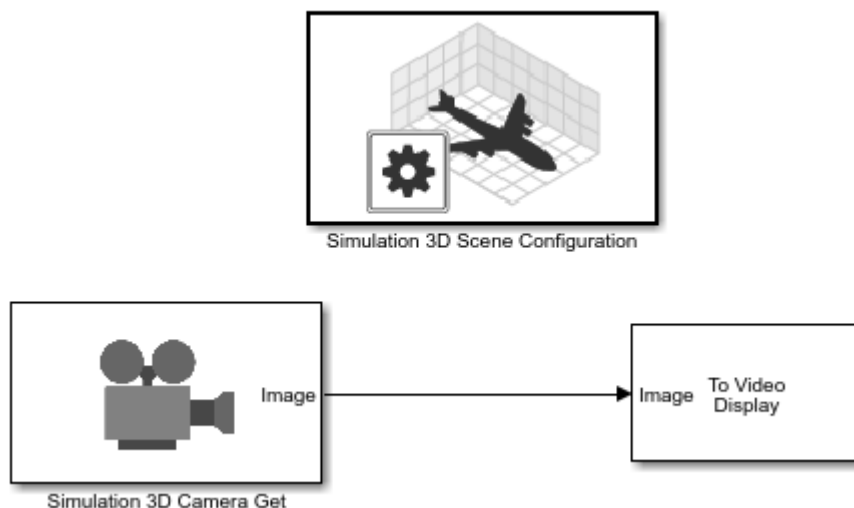 Simulation 3D Scene Configuration
Image
Image
To Video
Display
Simulation 3D Camera Get